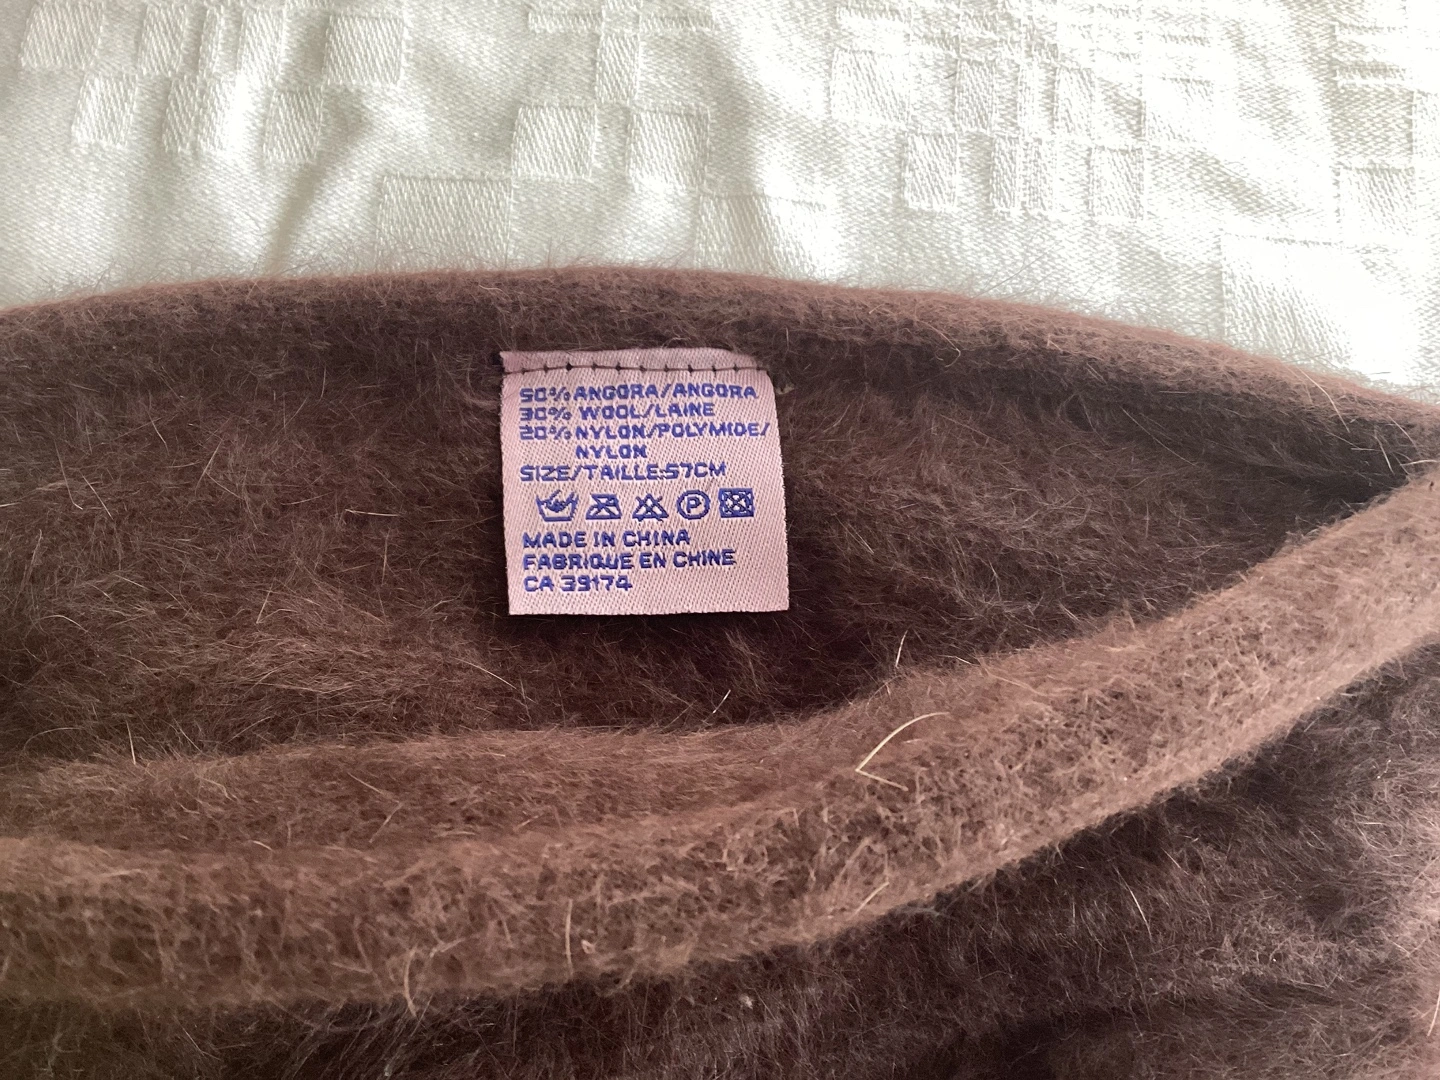 50% ANGORA/ANGORA
30% WOOL/LAINE
20% NYLON/POLYMIDE/
NYLON
SIZE/TAILLE:57CM
P
MADE IN CHINA
FABRIQUE EN CHINE
CA 39174